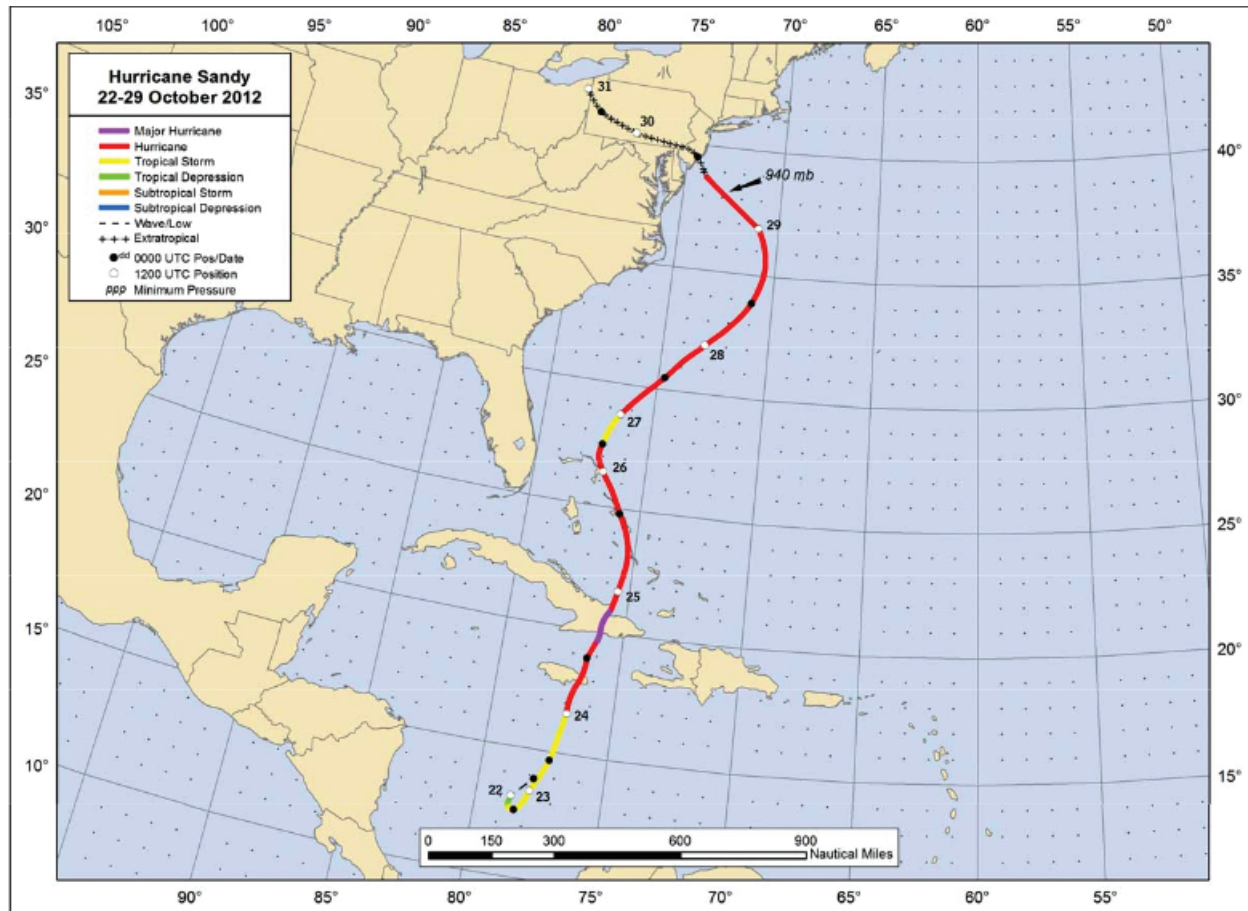 105° 100° 95° 90° 85° 80° 75° 70° 65° 60° 55° 50°
Hurricane Sandy
22-29 October 2012
Major Hurricane
Hurricane
Tropical Storm
Tropical Depression
Subtropical Storm
Subtropical Depression
Wave/Low
Extratropical
dd 0000 UTC Pos/Date
1200 UTC Position
ppp Minimum Pressure
35°
30°
25°
20°
15°
10°
31
30
940 mb
29
28
27
26
25
24
22
23
40°
35°
30°
25°
20°
15°
0 150 300 600 900
Nautical Miles
90° 85° 80° 75° 70° 65° 60° 55°